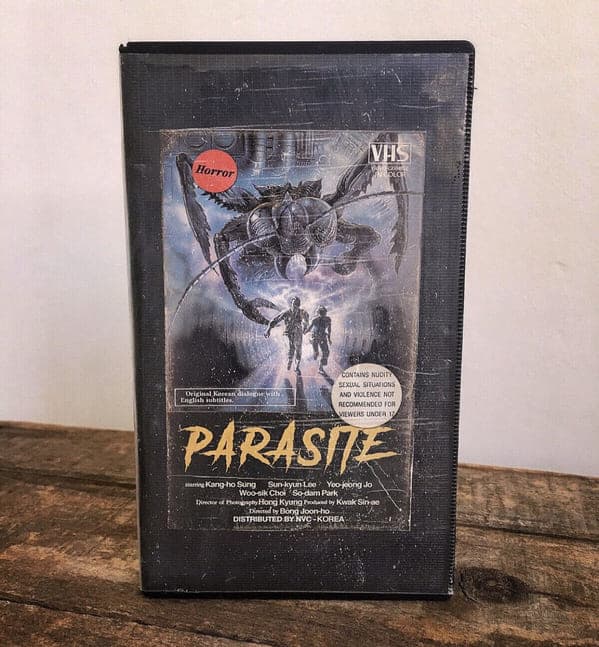 Horror
VHS
IN COLOR
Original Korean dialogue with
English subtitles.
CONTAINS NUDITY
SEXUAL SITUATIONS
AND VIOLENCE NOT
RECOMMENDED FOR
VIEWERS UNDER 17
PARASITE
starring Kang-ho Sung Sun-kyun Lee Yeo-jeong Jo
Woo-sik Choi So-dam Park
Director of Photography Hong Kyung Produced by Kwak Sin-ae
Directed by Bong Joon-ho
DISTRIBUTED BY NVC - KOREA